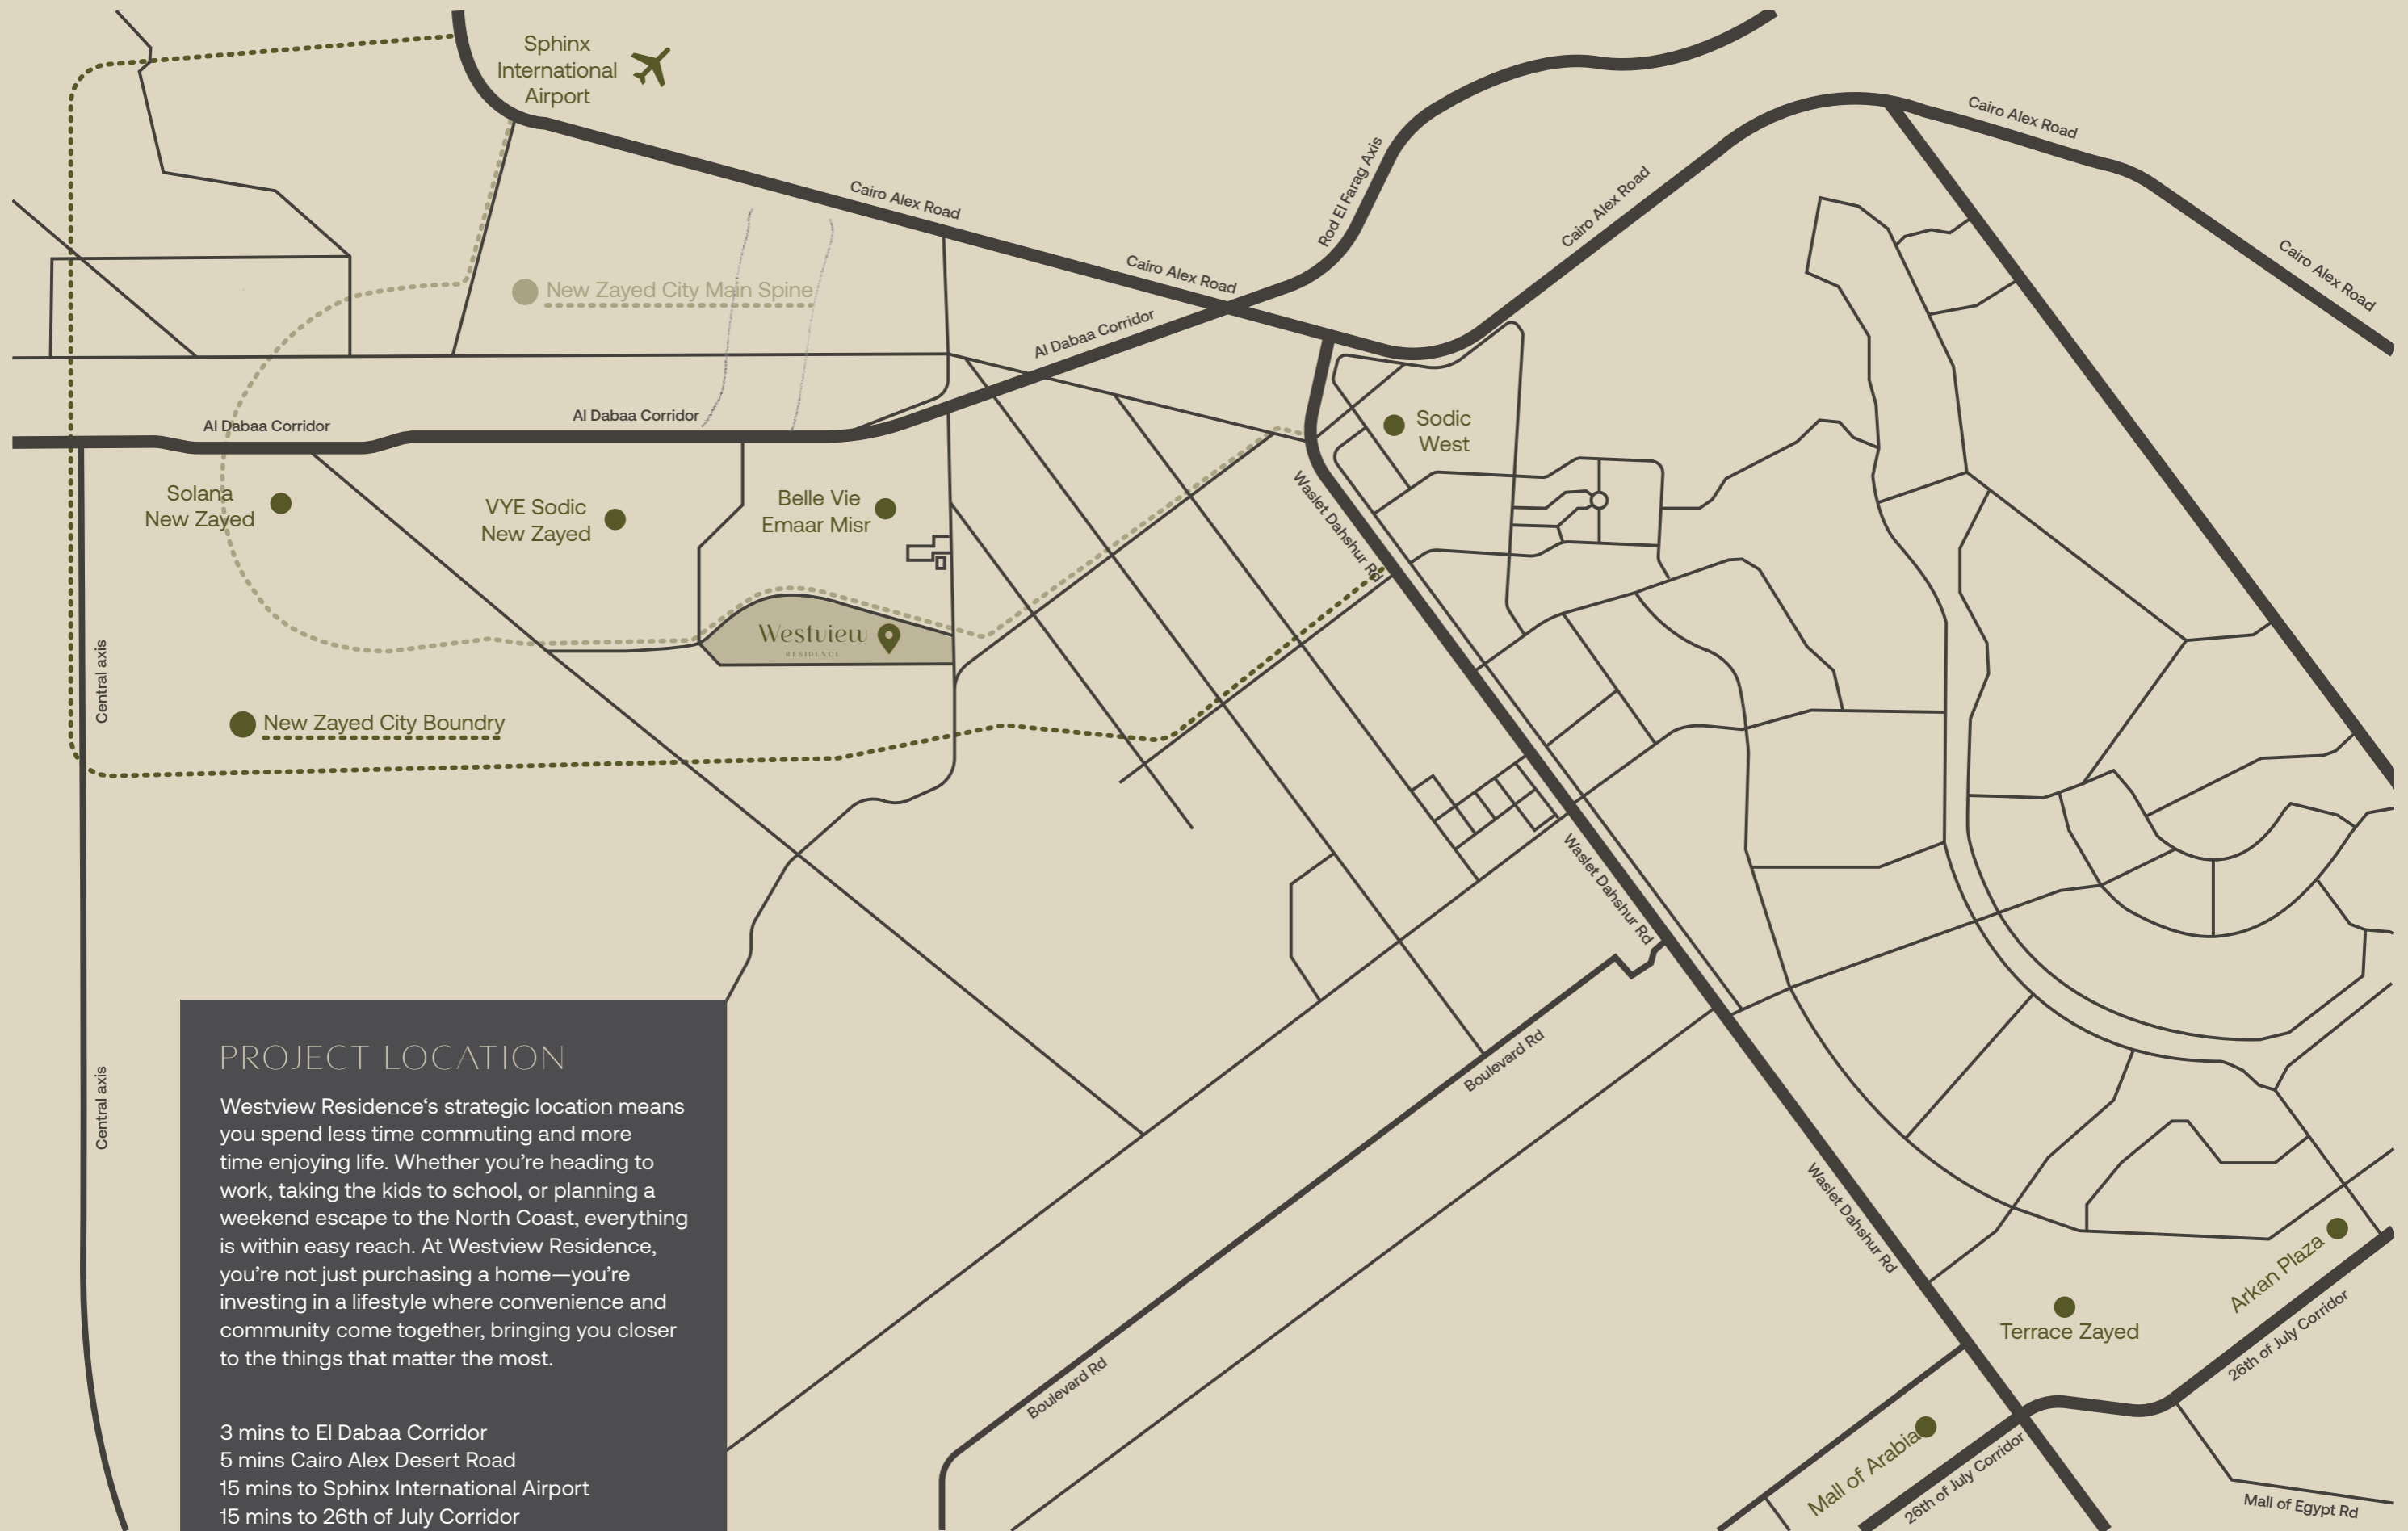 Sphinx
International
Airport
Cairo Alex Road
Cairo Alex Road
Rod El Farag Axis
Cairo Alex Road
Cairo Alex Road
Cairo Alex Road
New Zayed City Main Spine
Al Dabaa Corridor
Al Dabaa Corridor
Al Dabaa Corridor
Sodic
West
Solana
New Zayed
VYE Sodic
New Zayed
Belle Vie
Emaar Misr
Waslet Dahshur Rd
Westview
RESIDENCE
Central axis
New Zayed City Boundry
Waslet Dahshur Rd
Boulevard Rd
Central axis
PROJECT LOCATION
Westview Residence‘s strategic location means
you spend less time commuting and more
time enjoying life. Whether you’re heading to
work, taking the kids to school, or planning a
weekend escape to the North Coast, everything
is within easy reach. At Westview Residence,
you’re not just purchasing a home—you’re
investing in a lifestyle where convenience and
community come together, bringing you closer
to the things that matter the most.
3 mins to El Dabaa Corridor
5 mins Cairo Alex Desert Road
15 mins to Sphinx International Airport
15 mins to 26th of July Corridor
Waslet Dahshur Rd
Arkan Plaza
Terrace Zayed
26th of July Corridor
Boulevard Rd
Mall of Arabia
26th of July Corridor
Mall of Egypt Rd